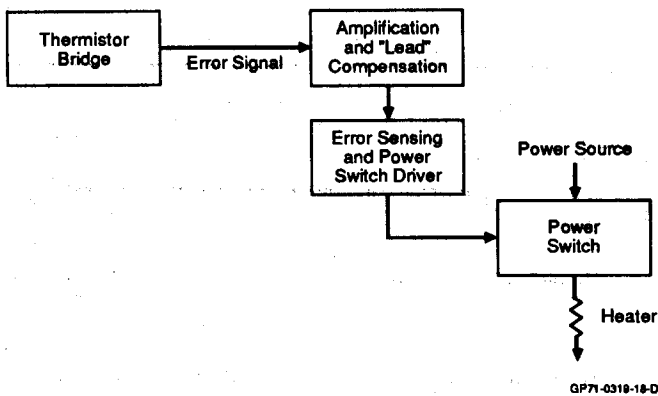 Thermistor
Bridge
Error Signal
Amplification
and "Lead"
Compensation
Error Sensing
and Power
Switch Driver
Power Source
Power
Switch
Heater
GP71-0319-18-D